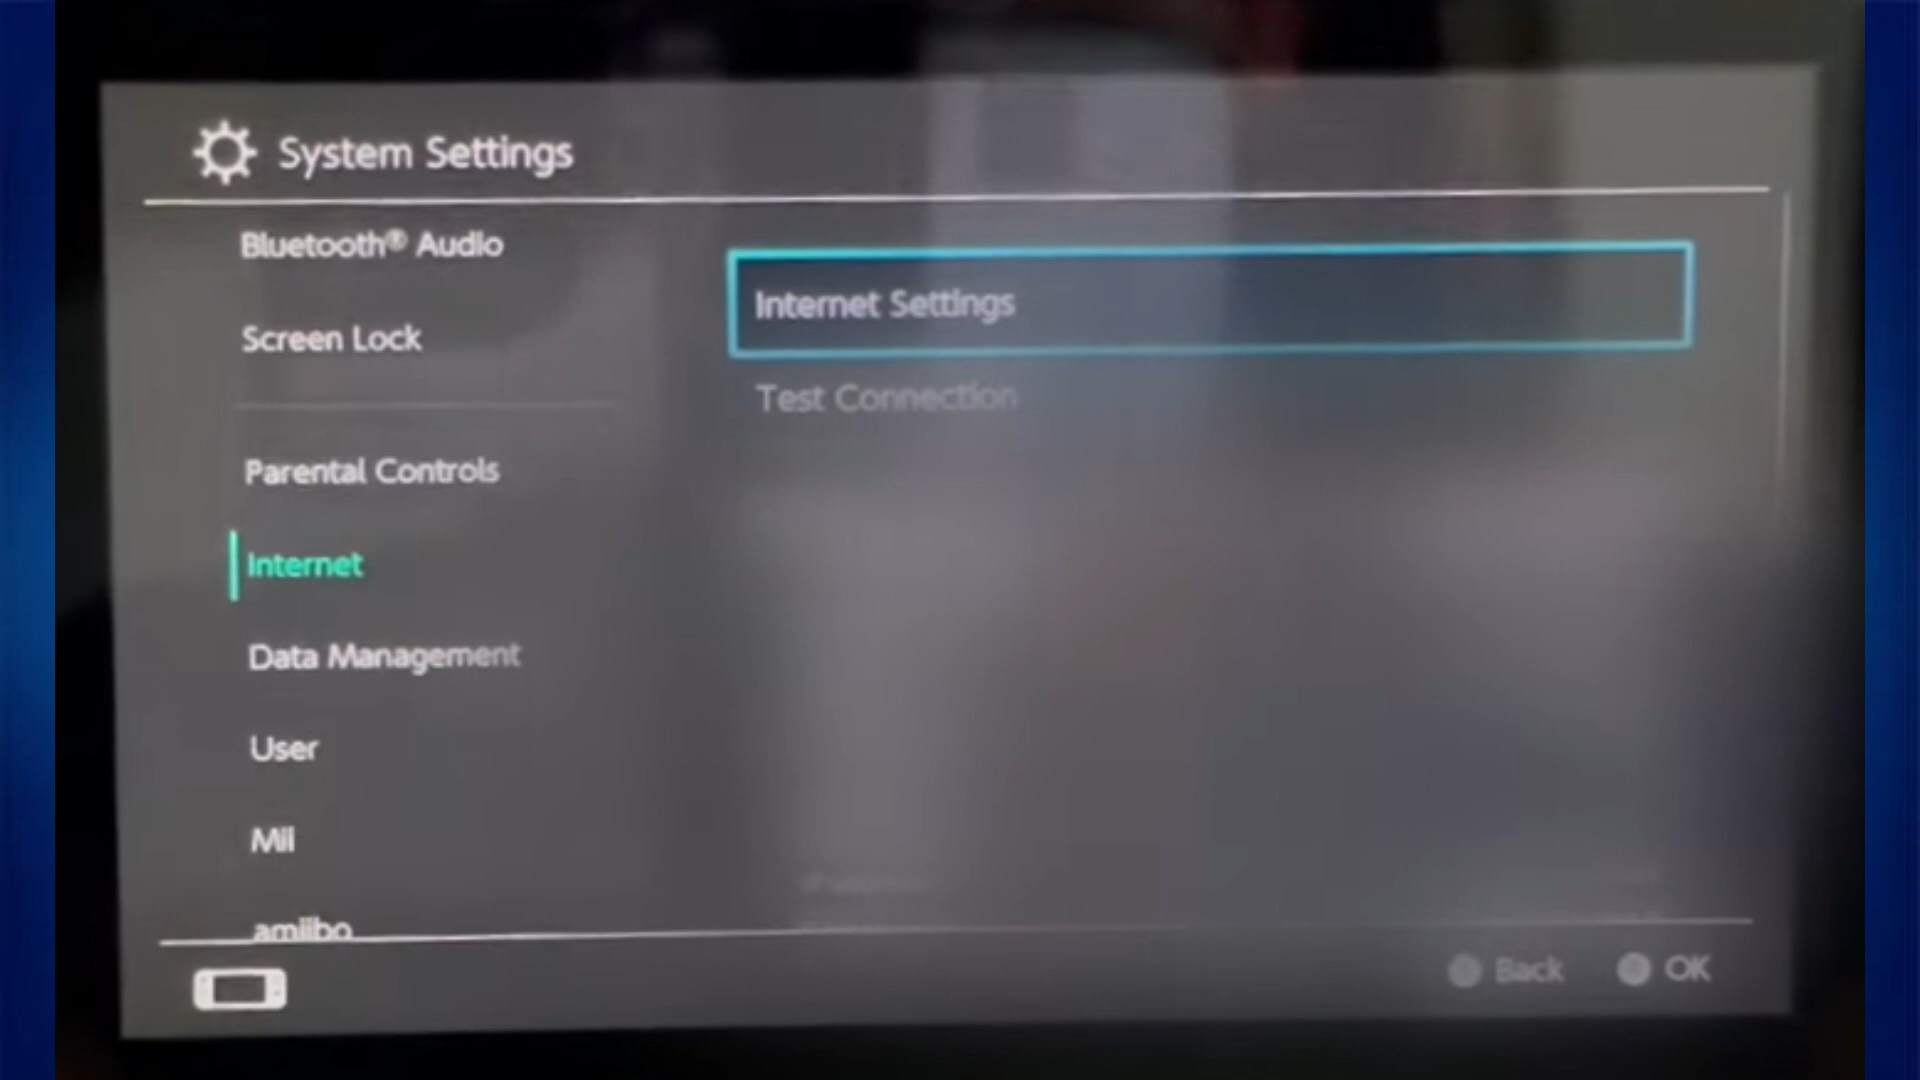 System Settings
Bluetooth® Audio
Screen Lock
Parental Controls
Internet
Data Management
User
Mii
amiibo
Internet Settings
Test Connection
Back
OK